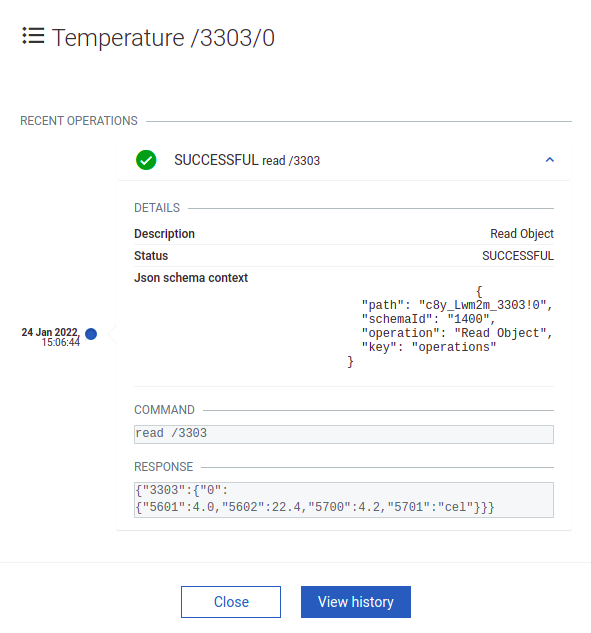 Temperature /3303/0
RECENT OPERATIONS
SUCCESSFUL read /3303
DETAILS
Description Read Object
Status SUCCESSFUL
Json schema context
{
"path": "c8y_Lwm2m_3303!0",
"schemaId": "1400",
"operation": "Read Object",
"key": "operations"
}
24 Jan 2022,
15:06:44
COMMAND
read /3303
RESPONSE
{"3303":{"0":
{"5601":4.0,"5602":22.4,"5700":4.2,"5701":"cel"}}}
Close View history